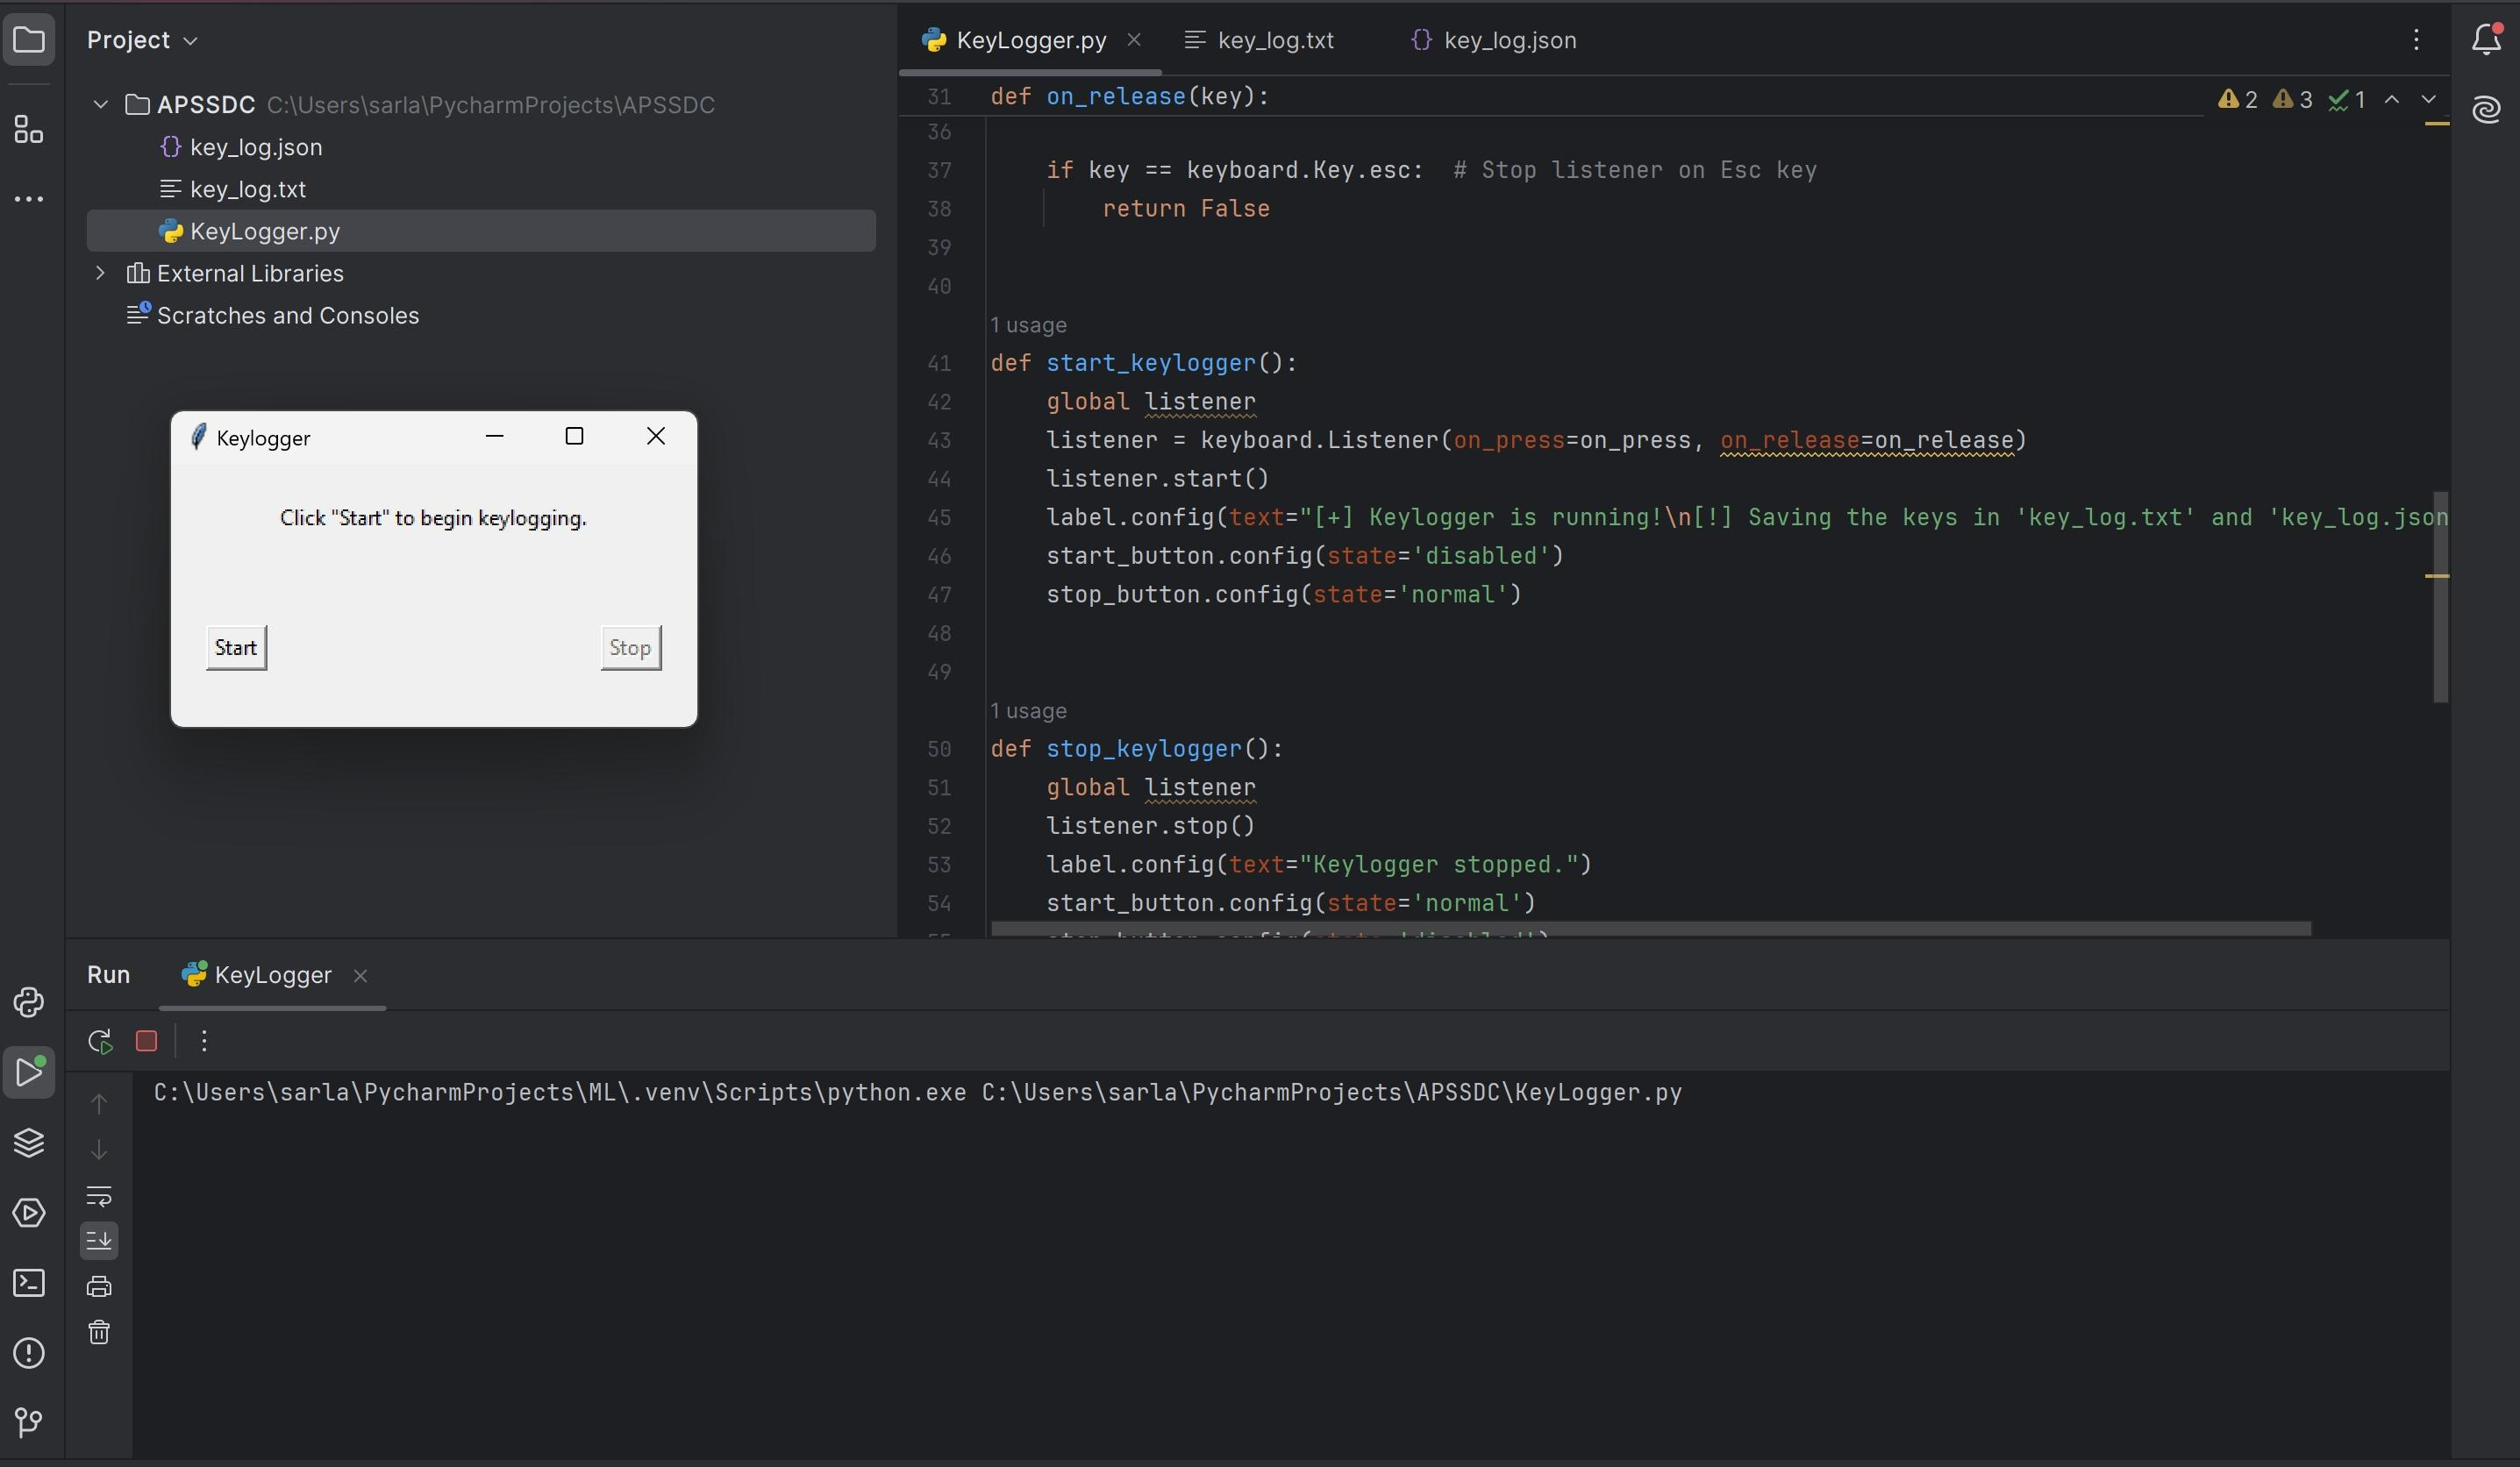 Project
APSSDC C:\Users\sarla\PycharmProjects\APSSDC
key_log.json
key_log.txt
KeyLogger.py
External Libraries
Scratches and Consoles
Keylogger
Click "Start" to begin keylogging.
Start Stop
KeyLogger.py key_log.txt key_log.json
31 def on_release(key):
2 3 1
36
37 if key == keyboard.Key.esc:  # Stop listener on Esc key
38 return False
39
40
1 usage
41 def start_keylogger():
42 global listener
43 listener = keyboard.Listener(on_press=on_press, on_release=on_release)
44 listener.start()
45 label.config(text="[+] Keylogger is running!\n[!] Saving the keys in 'key_log.txt' and 'key_log.json
46 start_button.config(state='disabled')
47 stop_button.config(state='normal')
48
49
1 usage
50 def stop_keylogger():
51 global listener
52 listener.stop()
53 label.config(text="Keylogger stopped.")
54 start_button.config(state='normal')
Run KeyLogger
C:\Users\sarla\PycharmProjects\ML\.venv\Scripts\python.exe C:\Users\sarla\PycharmProjects\APSSDC\KeyLogger.py